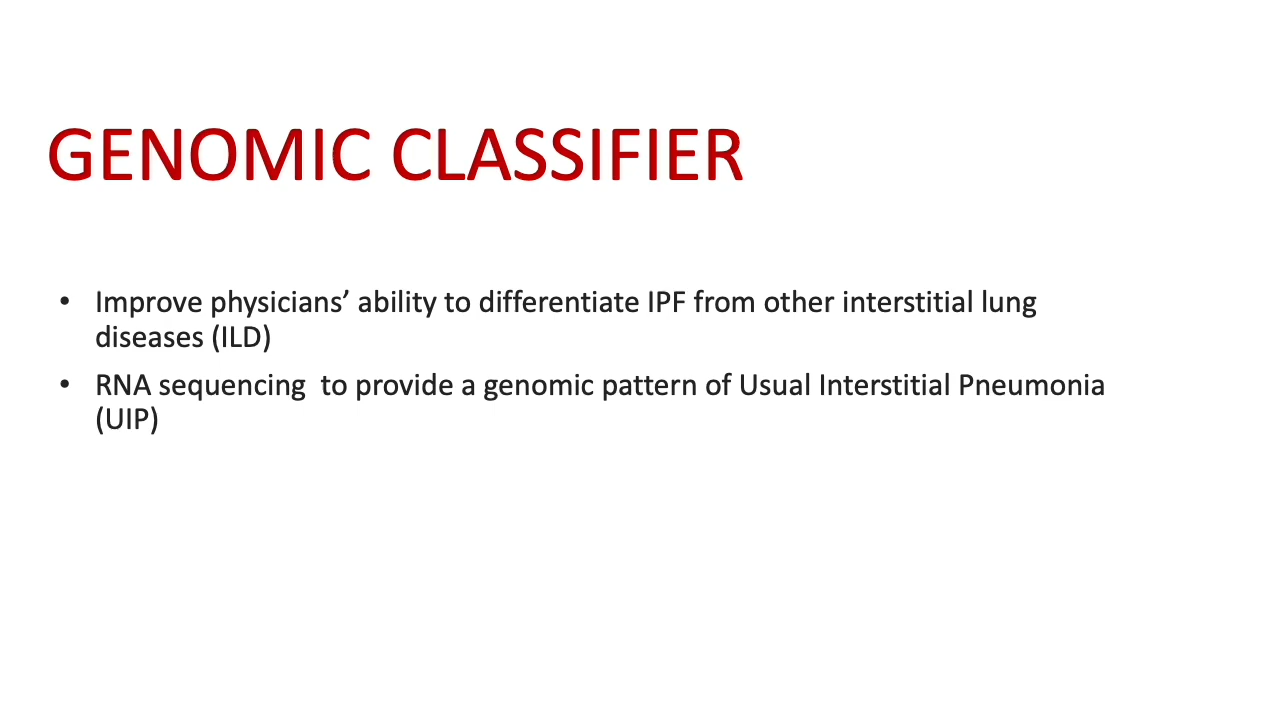 GENOMIC CLASSIFIER
• Improve physicians’ ability to differentiate IPF from other interstitial lung
diseases (ILD)
• RNA sequencing  to provide a genomic pattern of Usual Interstitial Pneumonia
(UIP)